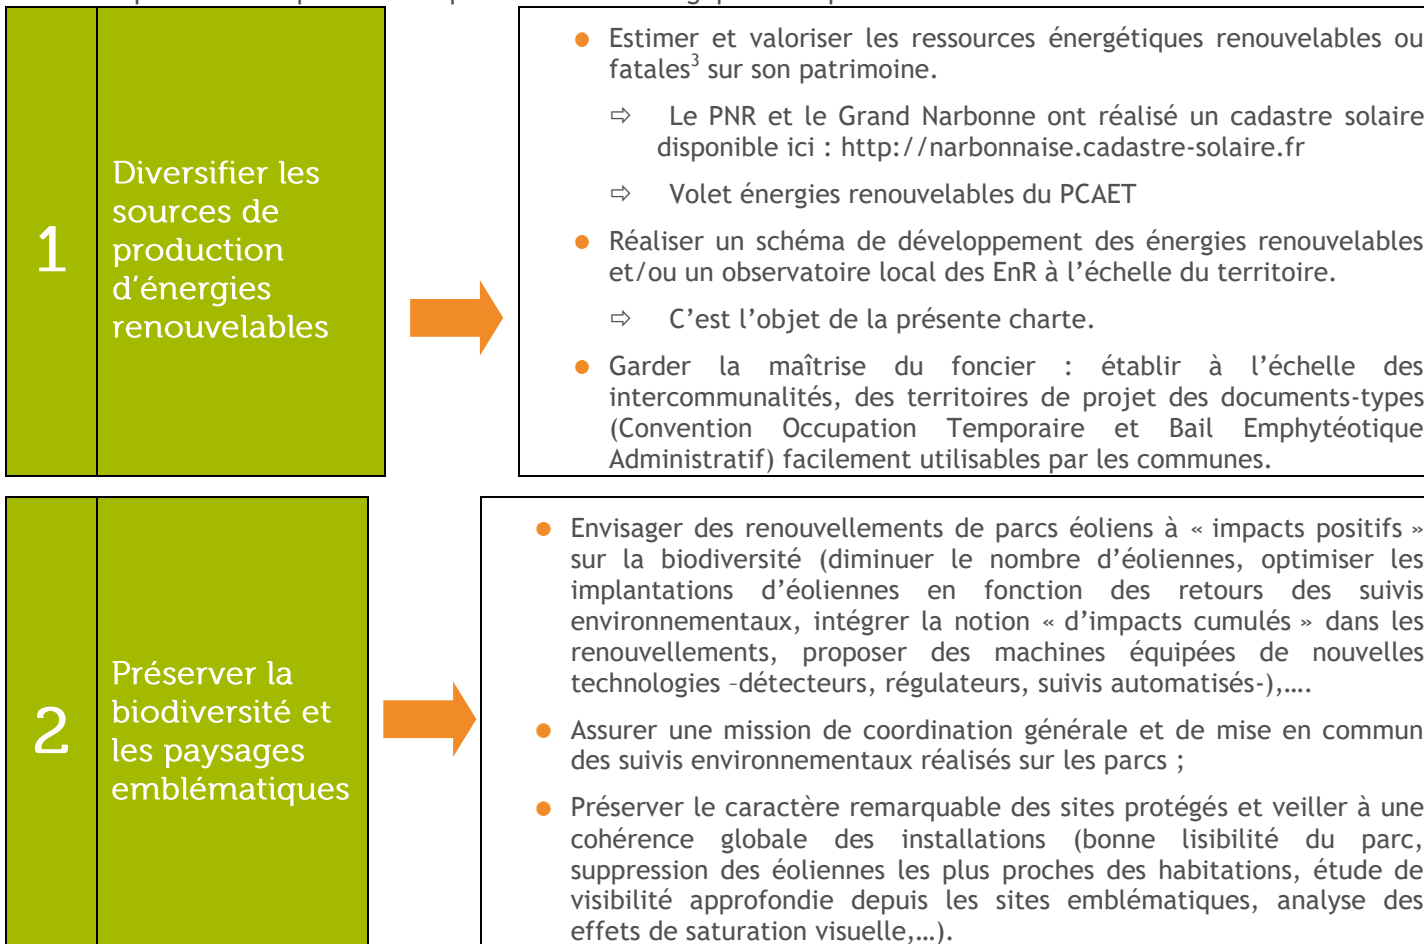 1
Diversifier les
sources de
production
d’énergies
renouvelables
● Estimer et valoriser les ressources énergétiques renouvelables ou
fatales³ sur son patrimoine.
⇨ Le PNR et le Grand Narbonne ont réalisé un cadastre solaire
disponible ici : http://narbonnaise.cadastre-solaire.fr
⇨ Volet énergies renouvelables du PCAET
● Réaliser un schéma de développement des énergies renouvelables
et/ou un observatoire local des EnR à l’échelle du territoire.
⇨ C’est l’objet de la présente charte.
● Garder la maîtrise du foncier : établir à l’échelle des
intercommunalités, des territoires de projet des documents-types
(Convention Occupation Temporaire et Bail Emphytéotique
Administratif) facilement utilisables par les communes.
2
Préserver la
biodiversité et
les paysages
emblématiques
● Envisager des renouvellements de parcs éoliens à « impacts positifs »
sur la biodiversité (diminuer le nombre d’éoliennes, optimiser les
implantations d’éoliennes en fonction des retours des suivis
environnementaux, intégrer la notion « d’impacts cumulés » dans les
renouvellements, proposer des machines équipées de nouvelles
technologies –détecteurs, régulateurs, suivis automatisés-),….
● Assurer une mission de coordination générale et de mise en commun
des suivis environnementaux réalisés sur les parcs ;
● Préserver le caractère remarquable des sites protégés et veiller à une
cohérence globale des installations (bonne lisibilité du parc,
suppression des éoliennes les plus proches des habitations, étude de
visibilité approfondie depuis les sites emblématiques, analyse des
effets de saturation visuelle,…).